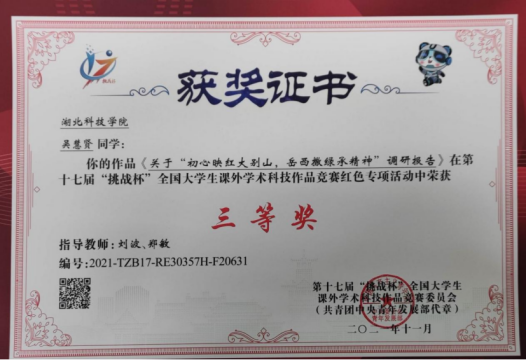 获奖证书
湖北科技学院
吴慧贤 同学：
你的作品《关于“初心映红大别山，岳西撒绿承精神”调研报告》在第
十七届“挑战杯”全国大学生课外学术科技作品竞赛红色专项活动中荣获
三等奖
指导教师：刘波、郑敏
编号：2021-TZB17-RE30357H-F20631
第十七届“挑战杯”全国大学生
课外学术科技作品竞赛委员会
（共青团中央青年发展部代章）
二〇二一年十一月